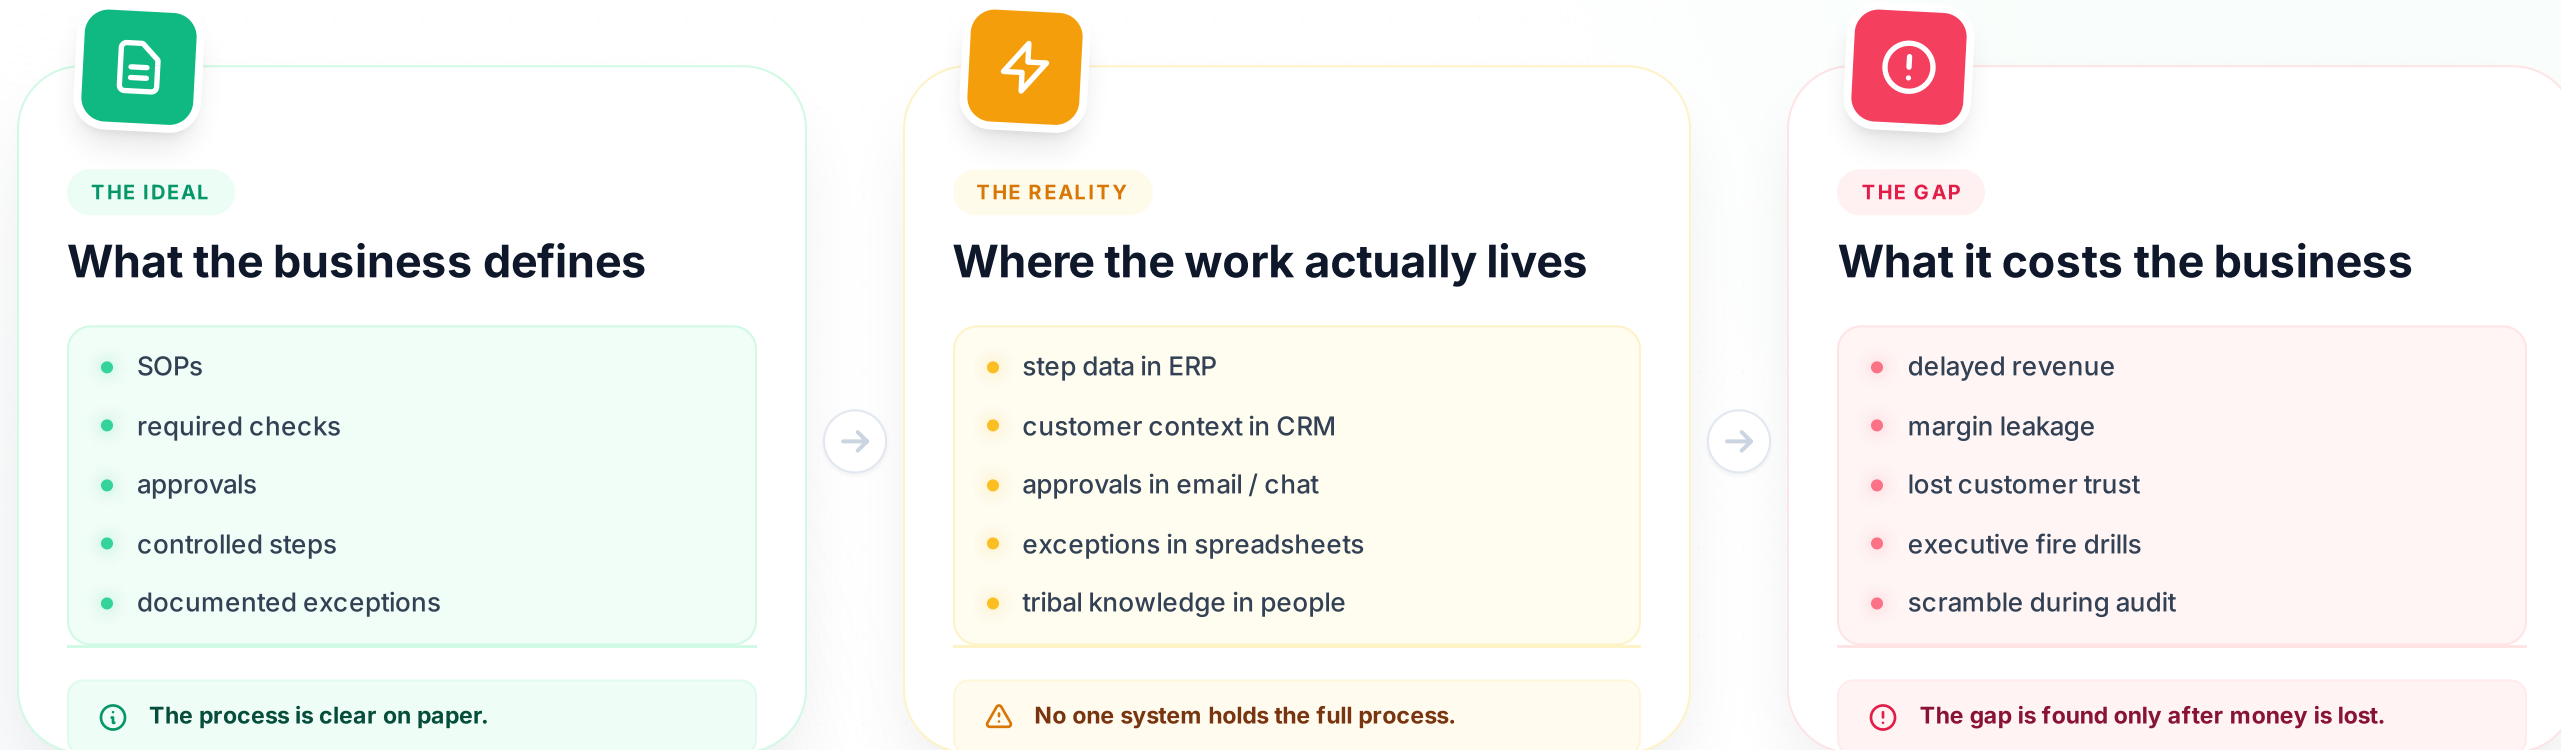 THE IDEAL
What the business defines
SOPs
required checks
approvals
controlled steps
documented exceptions
The process is clear on paper.
THE REALITY
Where the work actually lives
step data in ERP
customer context in CRM
approvals in email / chat
exceptions in spreadsheets
tribal knowledge in people
No one system holds the full process.
THE GAP
What it costs the business
delayed revenue
margin leakage
lost customer trust
executive fire drills
scramble during audit
The gap is found only after money is lost.